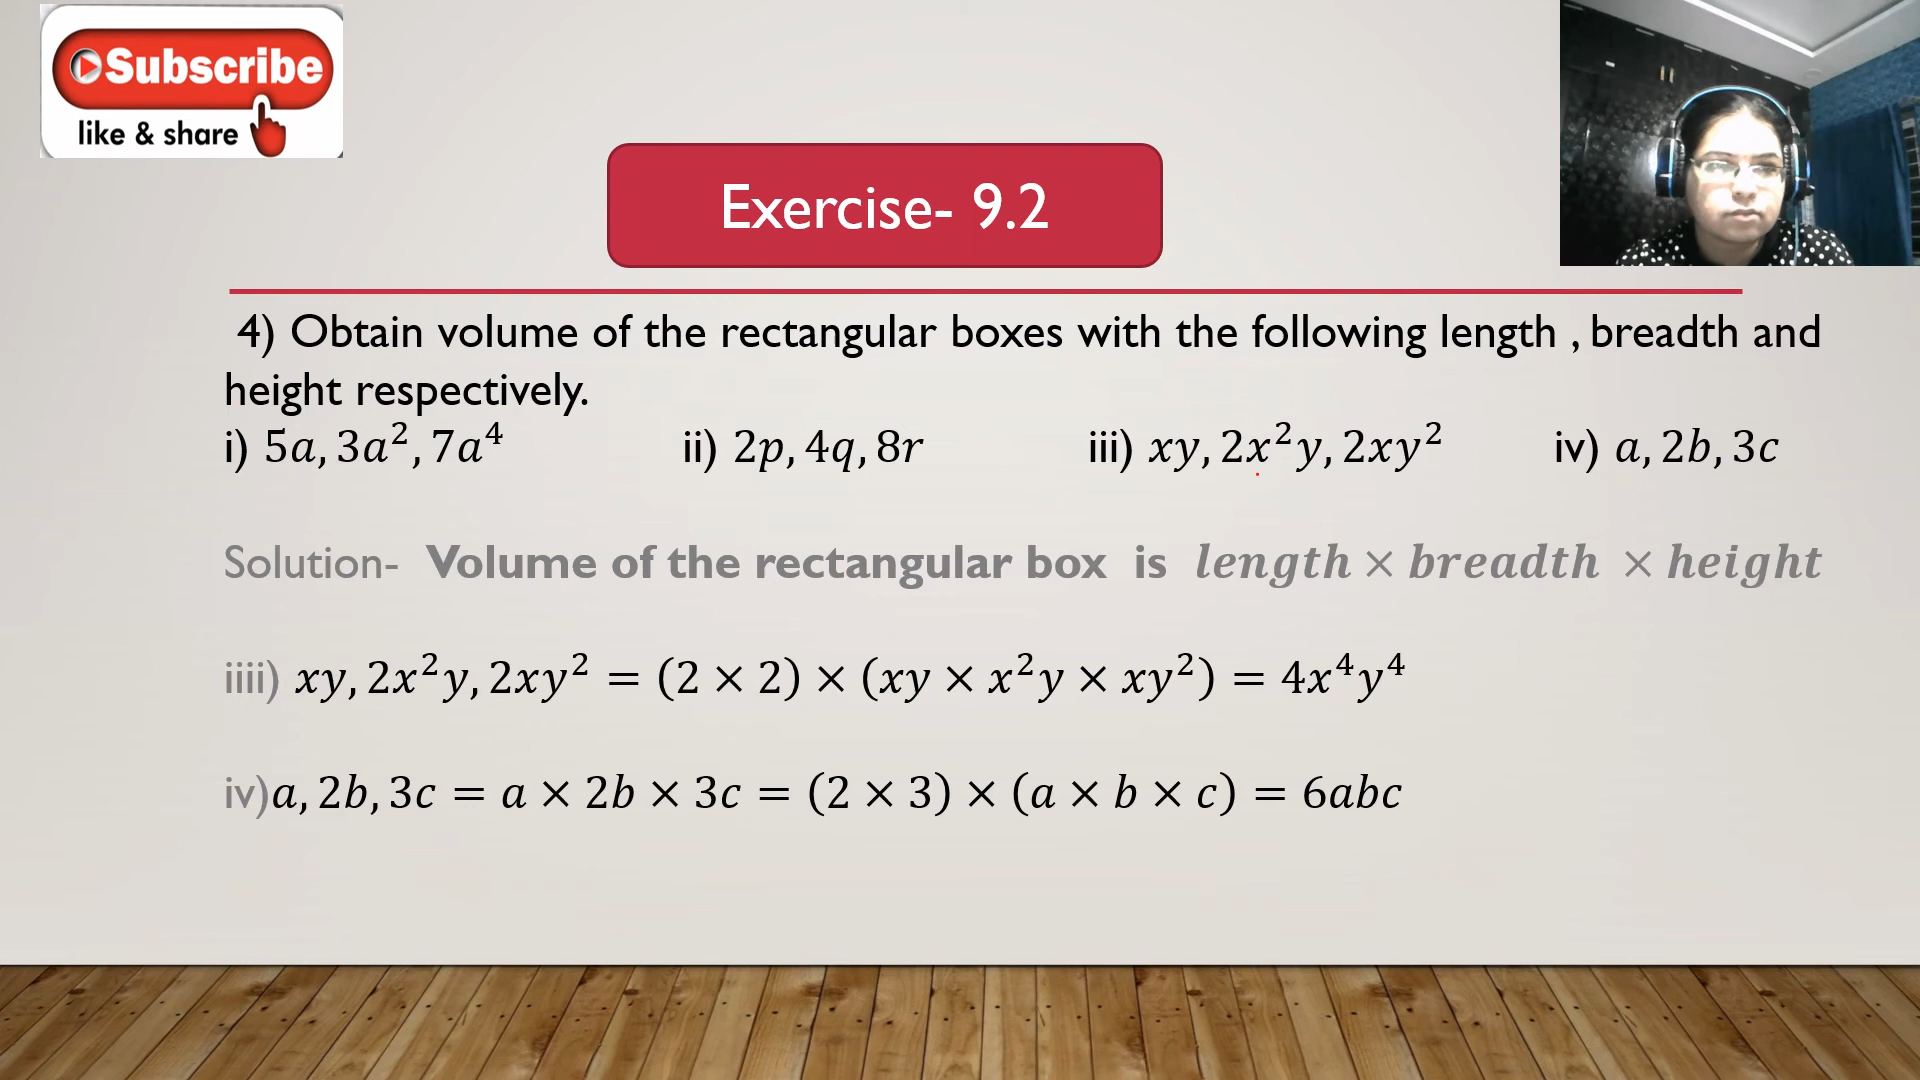 Subscribe
like & share
Exercise- 9.2
4) Obtain volume of the rectangular boxes with the following length , breadth and
height respectively.
i) 5a, 3a², 7a⁴ ii) 2p, 4q, 8r iii) xy, 2x²y, 2xy² iv) a, 2b, 3c
Solution- Volume of the rectangular box is length × breadth × height
iiii) xy, 2x²y, 2xy² = (2 × 2) × (xy × x²y × xy²) = 4x⁴y⁴
iv)a, 2b, 3c = a × 2b × 3c = (2 × 3) × (a × b × c) = 6abc